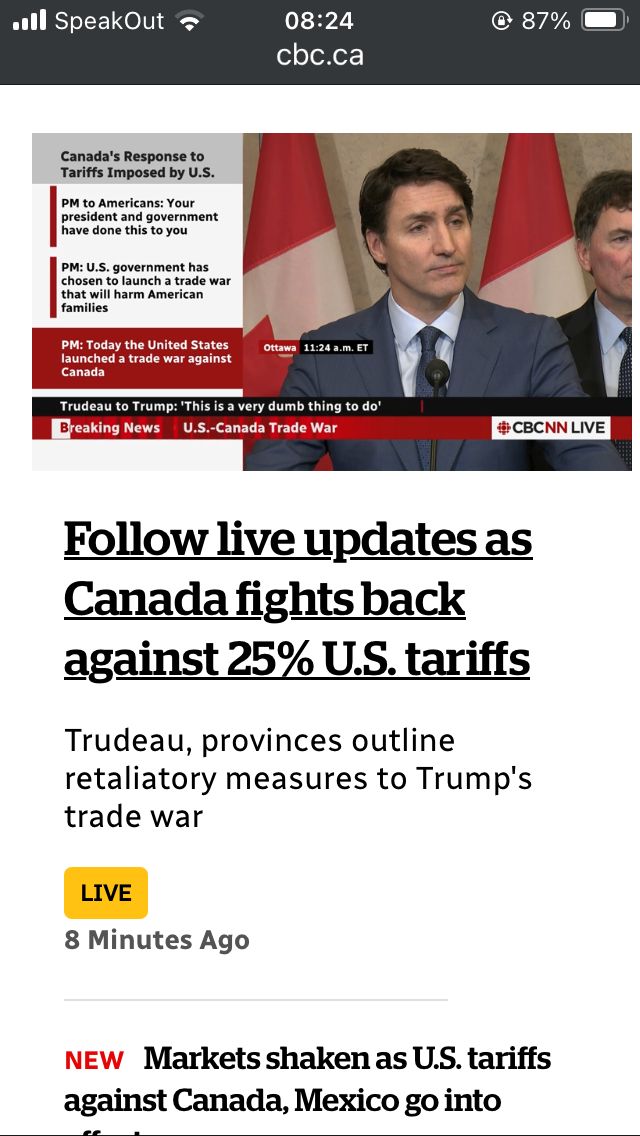 SpeakOut 08:24 87%
cbc.ca
Canada's Response to
Tariffs Imposed by U.S.
PM to Americans: Your
president and government
have done this to you
PM: U.S. government has
chosen to launch a trade war
that will harm American
families
PM: Today the United States
launched a trade war against
Canada
Ottawa 11:24 a.m. ET
Trudeau to Trump: 'This is a very dumb thing to do'
Breaking News U.S.-Canada Trade War
CBCNN LIVE
Follow live updates as
Canada fights back
against 25% U.S. tariffs
Trudeau, provinces outline
retaliatory measures to Trump's
trade war
LIVE
8 Minutes Ago
NEW Markets shaken as U.S. tariffs
against Canada, Mexico go into